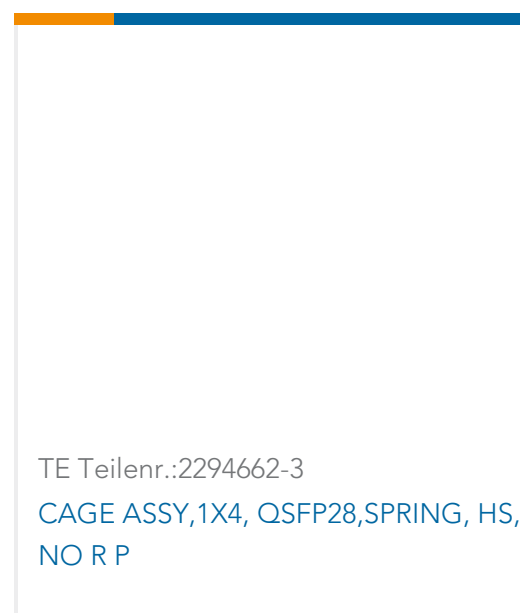 TE Teilenr.:2294662-3
CAGE ASSY,1X4, QSFP28,SPRING, HS,
NO R P